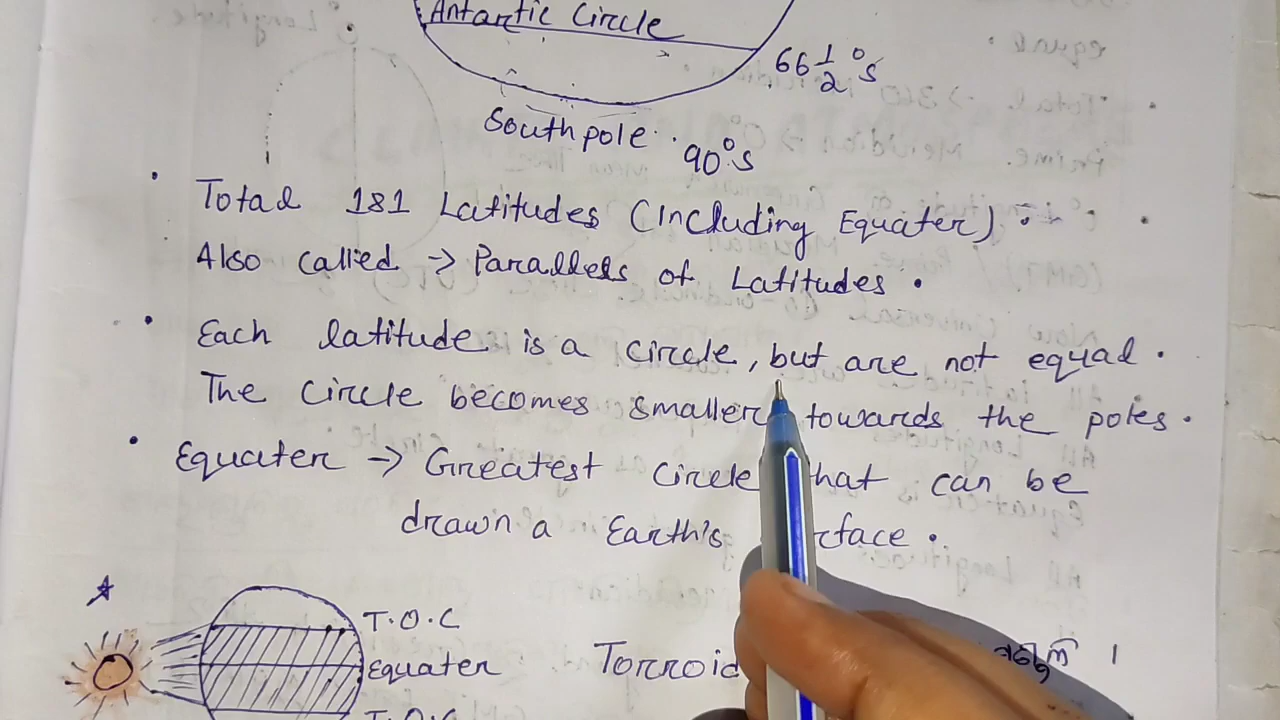 Antartic Circle
66 1/2 °S
South pole
90°S
Total 181 Latitudes (Including Equater).
Also called → Parallels of Latitudes.
Each latitude is a circle, but are not equal.
The circle becomes smaller towards the poles.
Equater → Greatest circle that can be
drawn a Earth's rface.
T.O.C
Equater
Torroid
T.O.C